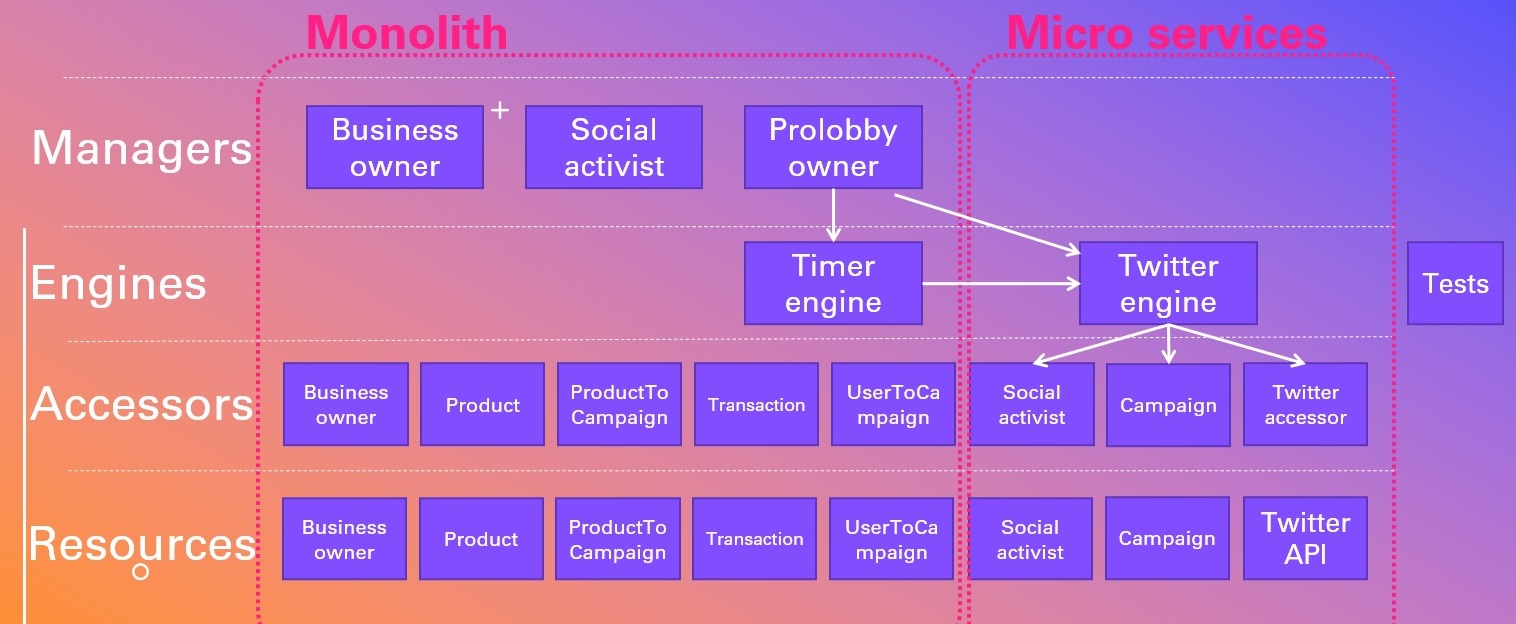 Monolith
Micro services
Managers
Business
owner
+
Social
activist
Prolobby
owner
Engines
Timer
engine
Twitter
engine
Tests
Accessors
Business
owner
Product
ProductTo
Campaign
Transaction
UserToCa
mpaign
Social
activist
Campaign
Twitter
accessor
Resources
Business
owner
Product
ProductTo
Campaign
Transaction
UserToCa
mpaign
Social
activist
Campaign
Twitter
API